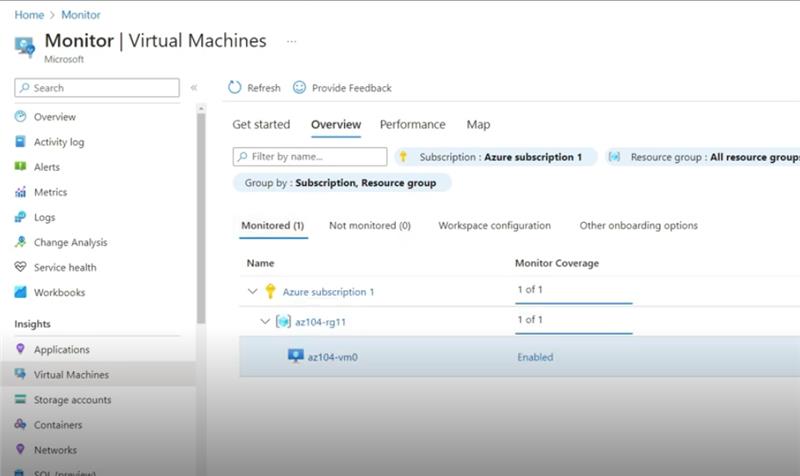 Home > Monitor
Monitor | Virtual Machines ...
Microsoft
Search
«
Refresh
Provide Feedback
Overview
Activity log
Alerts
Metrics
Logs
Change Analysis
Service health
Workbooks
Insights
Applications
Virtual Machines
Storage accounts
Containers
Networks
SQL (preview)
Get started Overview Performance Map
Filter by name...
Subscription : Azure subscription 1
Resource group : All resource groups
Group by : Subscription, Resource group
Monitored (1) Not monitored (0) Workspace configuration Other onboarding options
Name Monitor Coverage
Azure subscription 1 1 of 1
az104-rg11 1 of 1
az104-vm0 Enabled